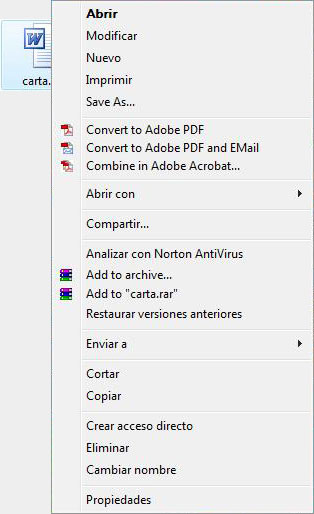 Abrir
Modificar
Nuevo
Imprimir
Save As...
carta.
Convert to Adobe PDF
Convert to Adobe PDF and EMail
Combine in Adobe Acrobat...
Abrir con
Compartir...
Analizar con Norton AntiVirus
Add to archive...
Add to "carta.rar"
Restaurar versiones anteriores
Enviar a
Cortar
Copiar
Crear acceso directo
Eliminar
Cambiar nombre
Propiedades